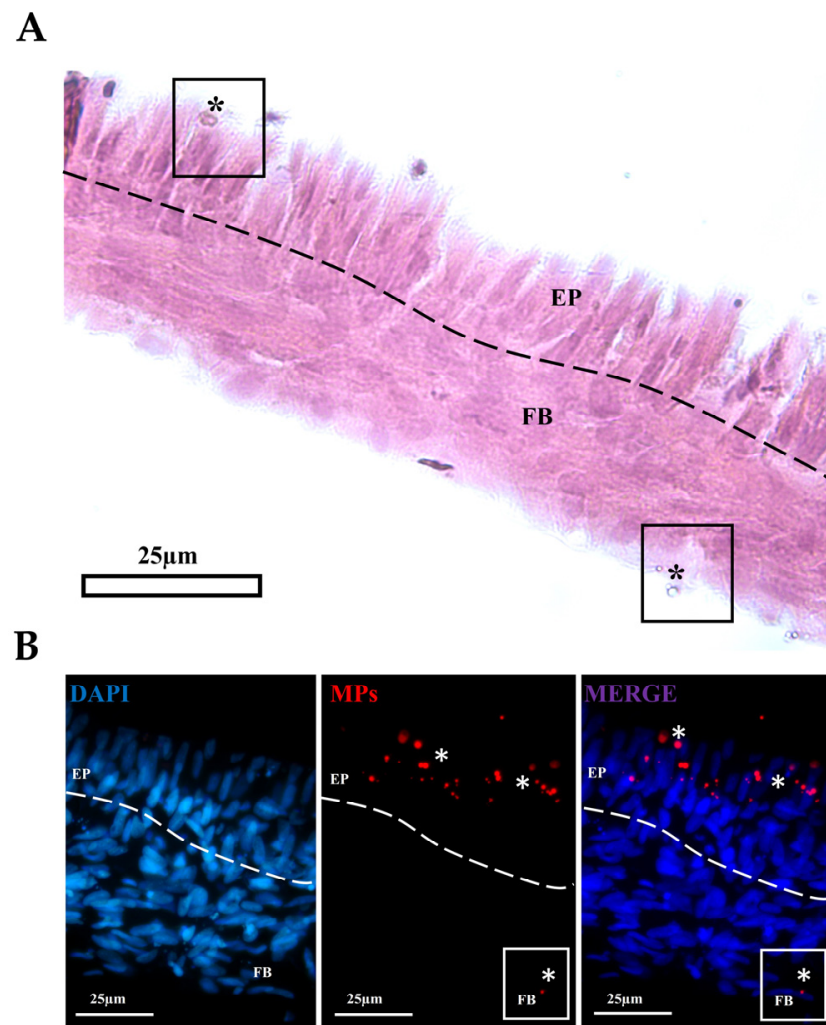 A
*
EP
FB
25μm
*
B
DAPI MPs MERGE
* * *
EP EP EP
* *
FB FB * FB *
25μm 25μm 25μm